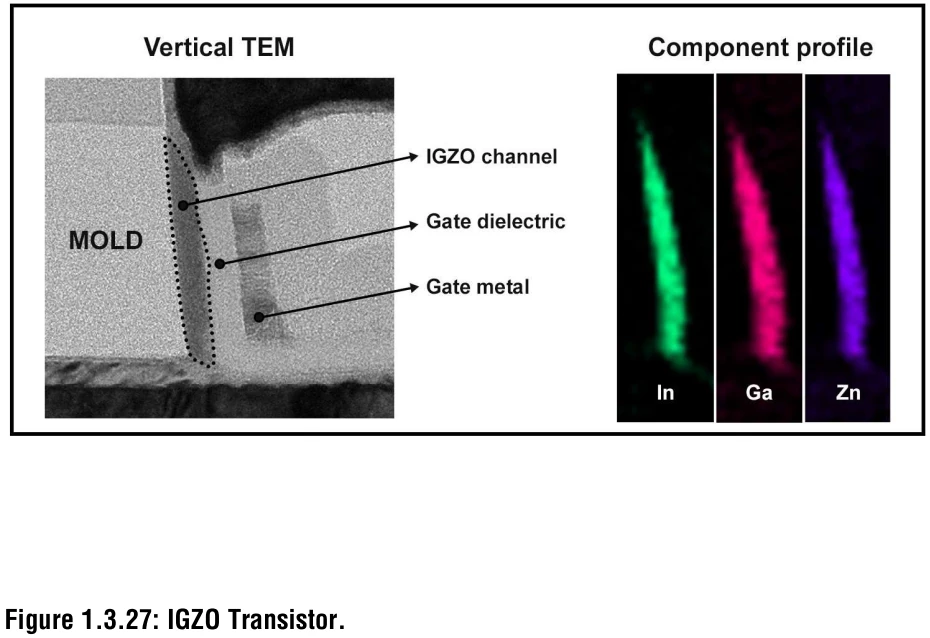 Vertical TEM
Component profile
IGZO channel
MOLD
Gate dielectric
Gate metal
In
Ga
Zn
Figure 1.3.27: IGZO Transistor.